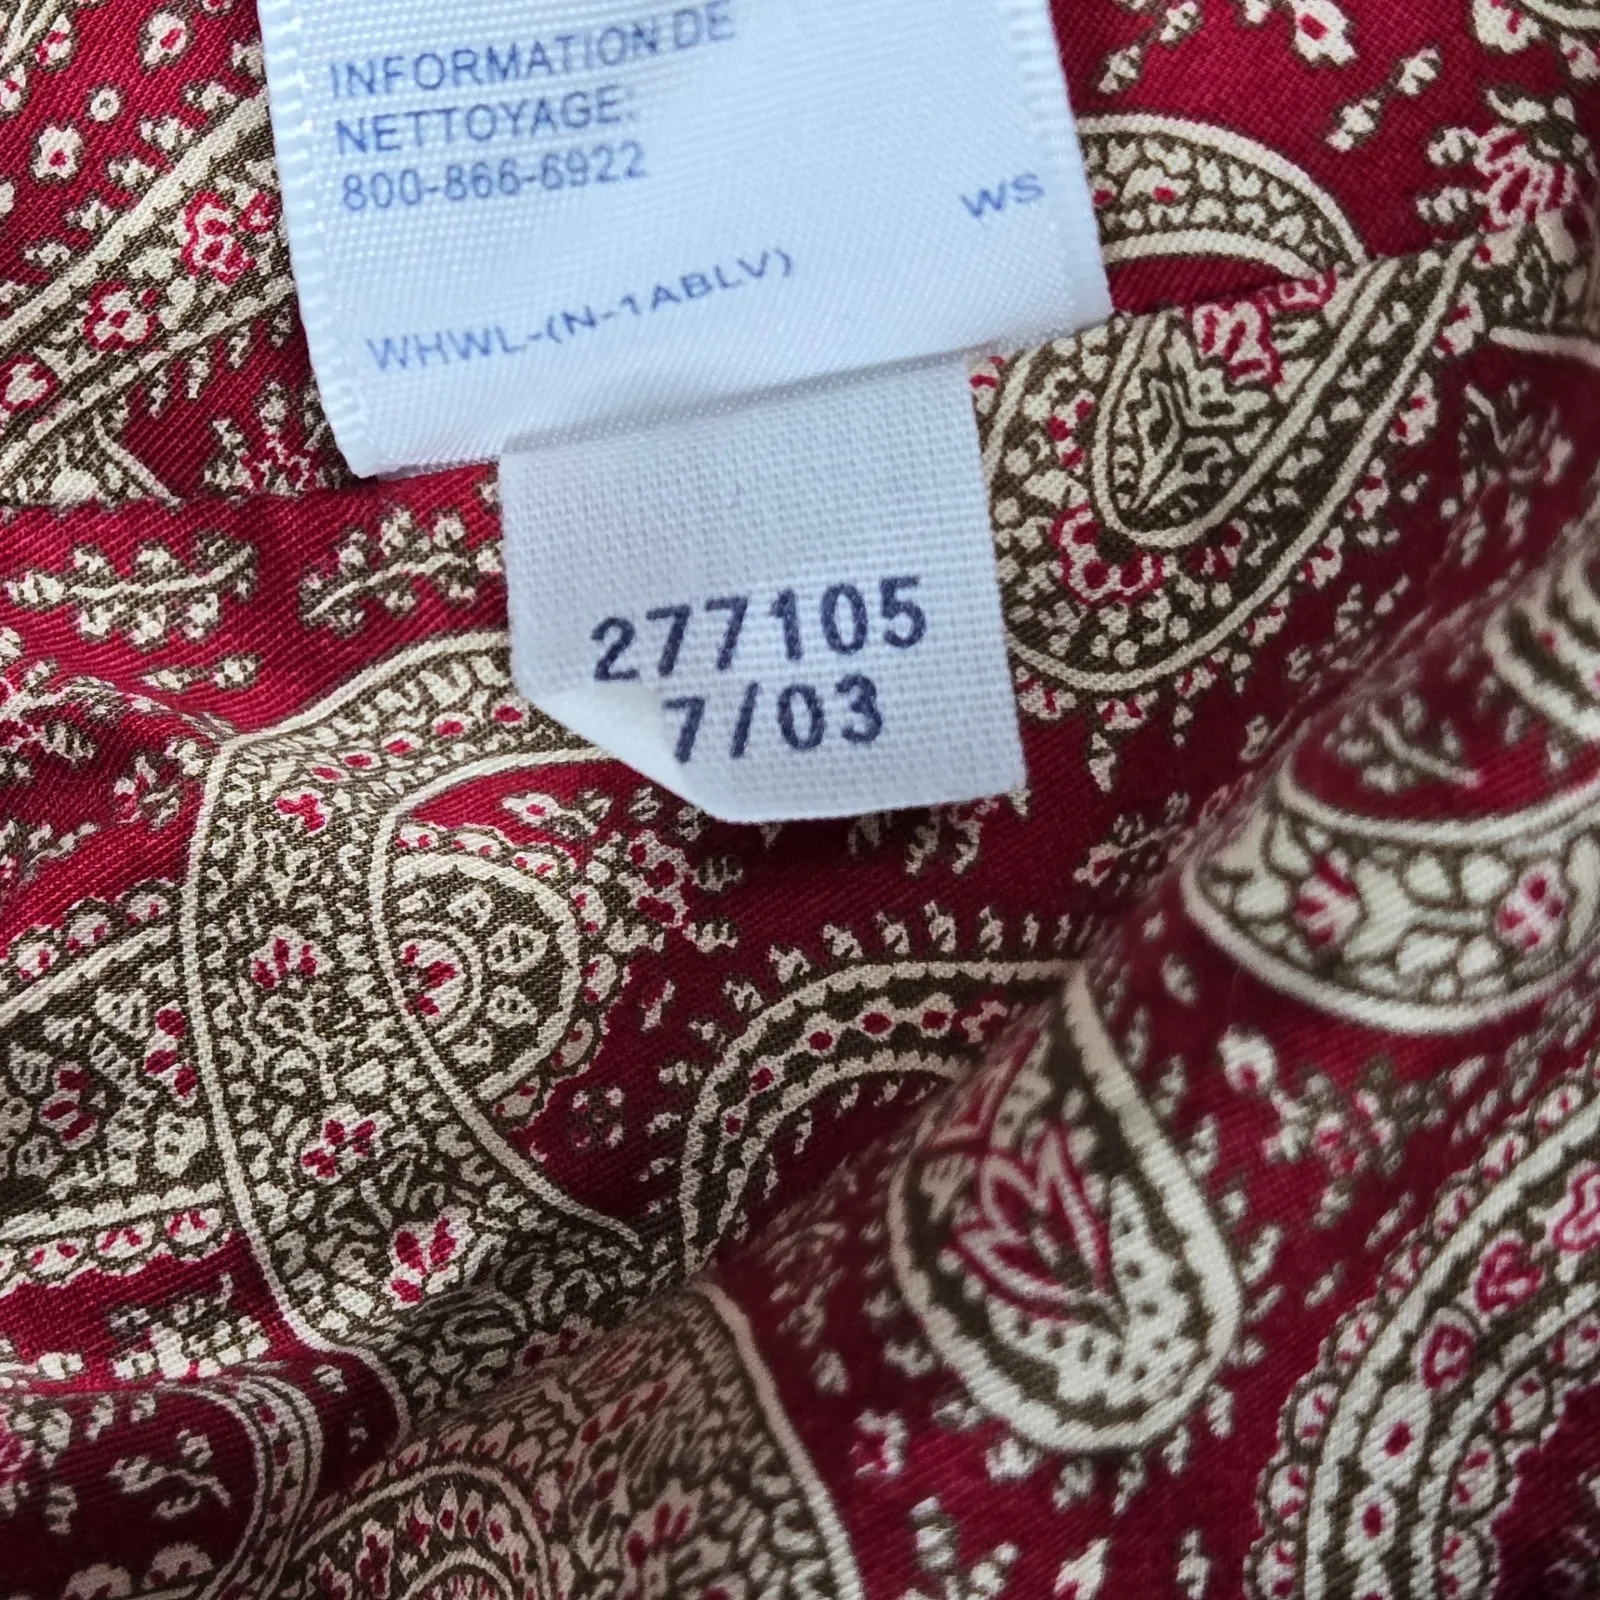 INFORMATION DE
NETTOYAGE:
800-866-6922
WS
WHWL-(N-1ABLV)
277105
7/03